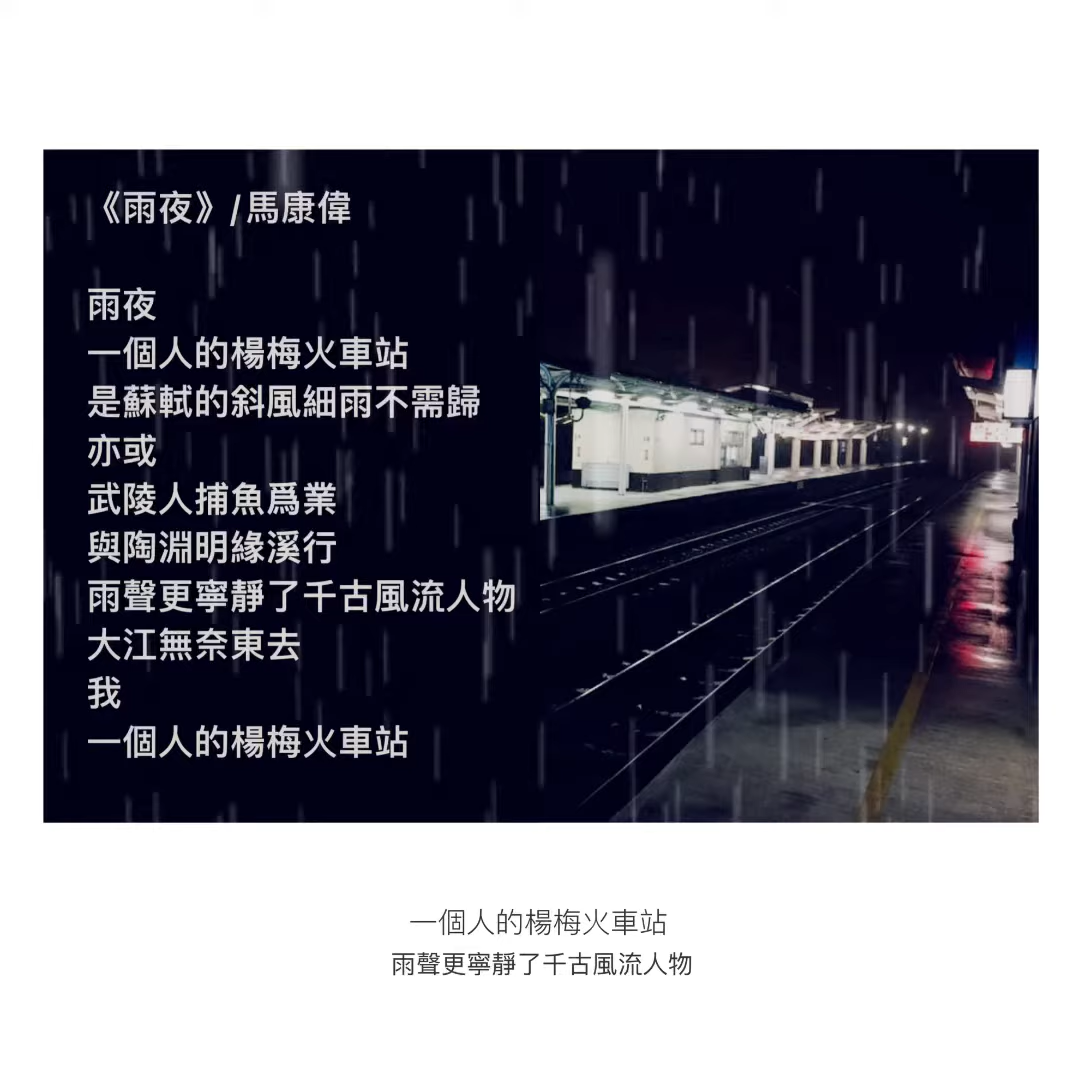 《雨夜》/馬康偉
雨夜
一個人的楊梅火車站
是蘇軾的斜風細雨不需歸
亦或
武陵人捕魚爲業
與陶淵明緣溪行
雨聲更寧靜了千古風流人物
大江無奈東去
我
一個人的楊梅火車站
一個人的楊梅火車站
雨聲更寧靜了千古風流人物